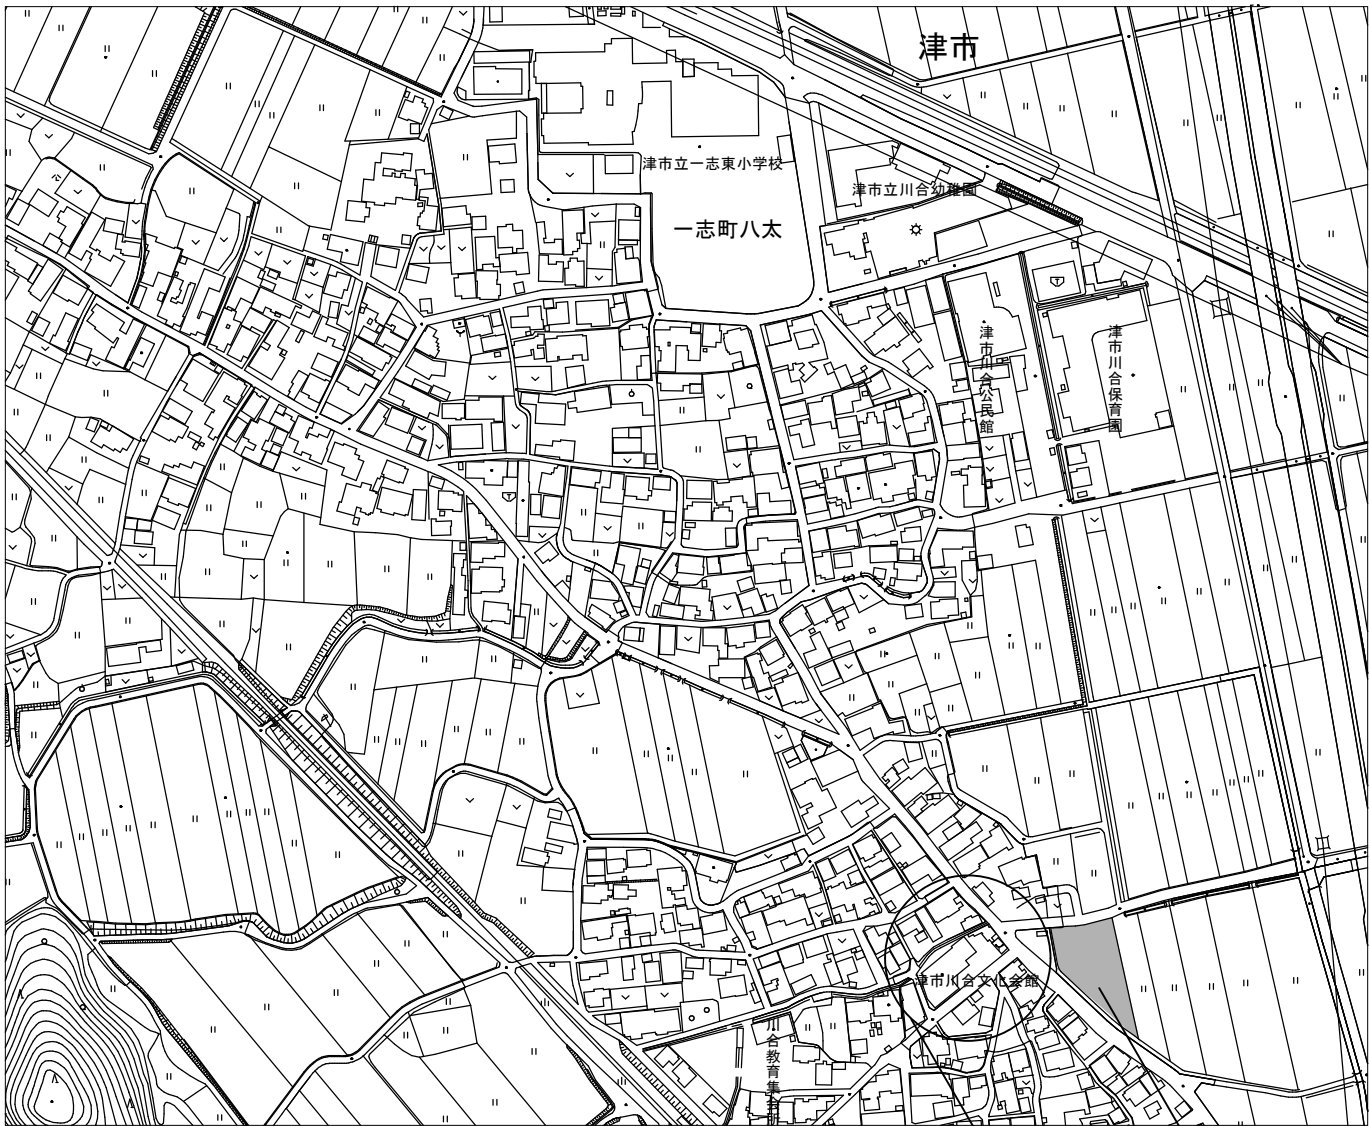 津市
津市立一志東小学校
津市立川合幼稚園
一志町八太
津市川合公民館
津市川合保育園
津市川合文化会館
川合教育集会所